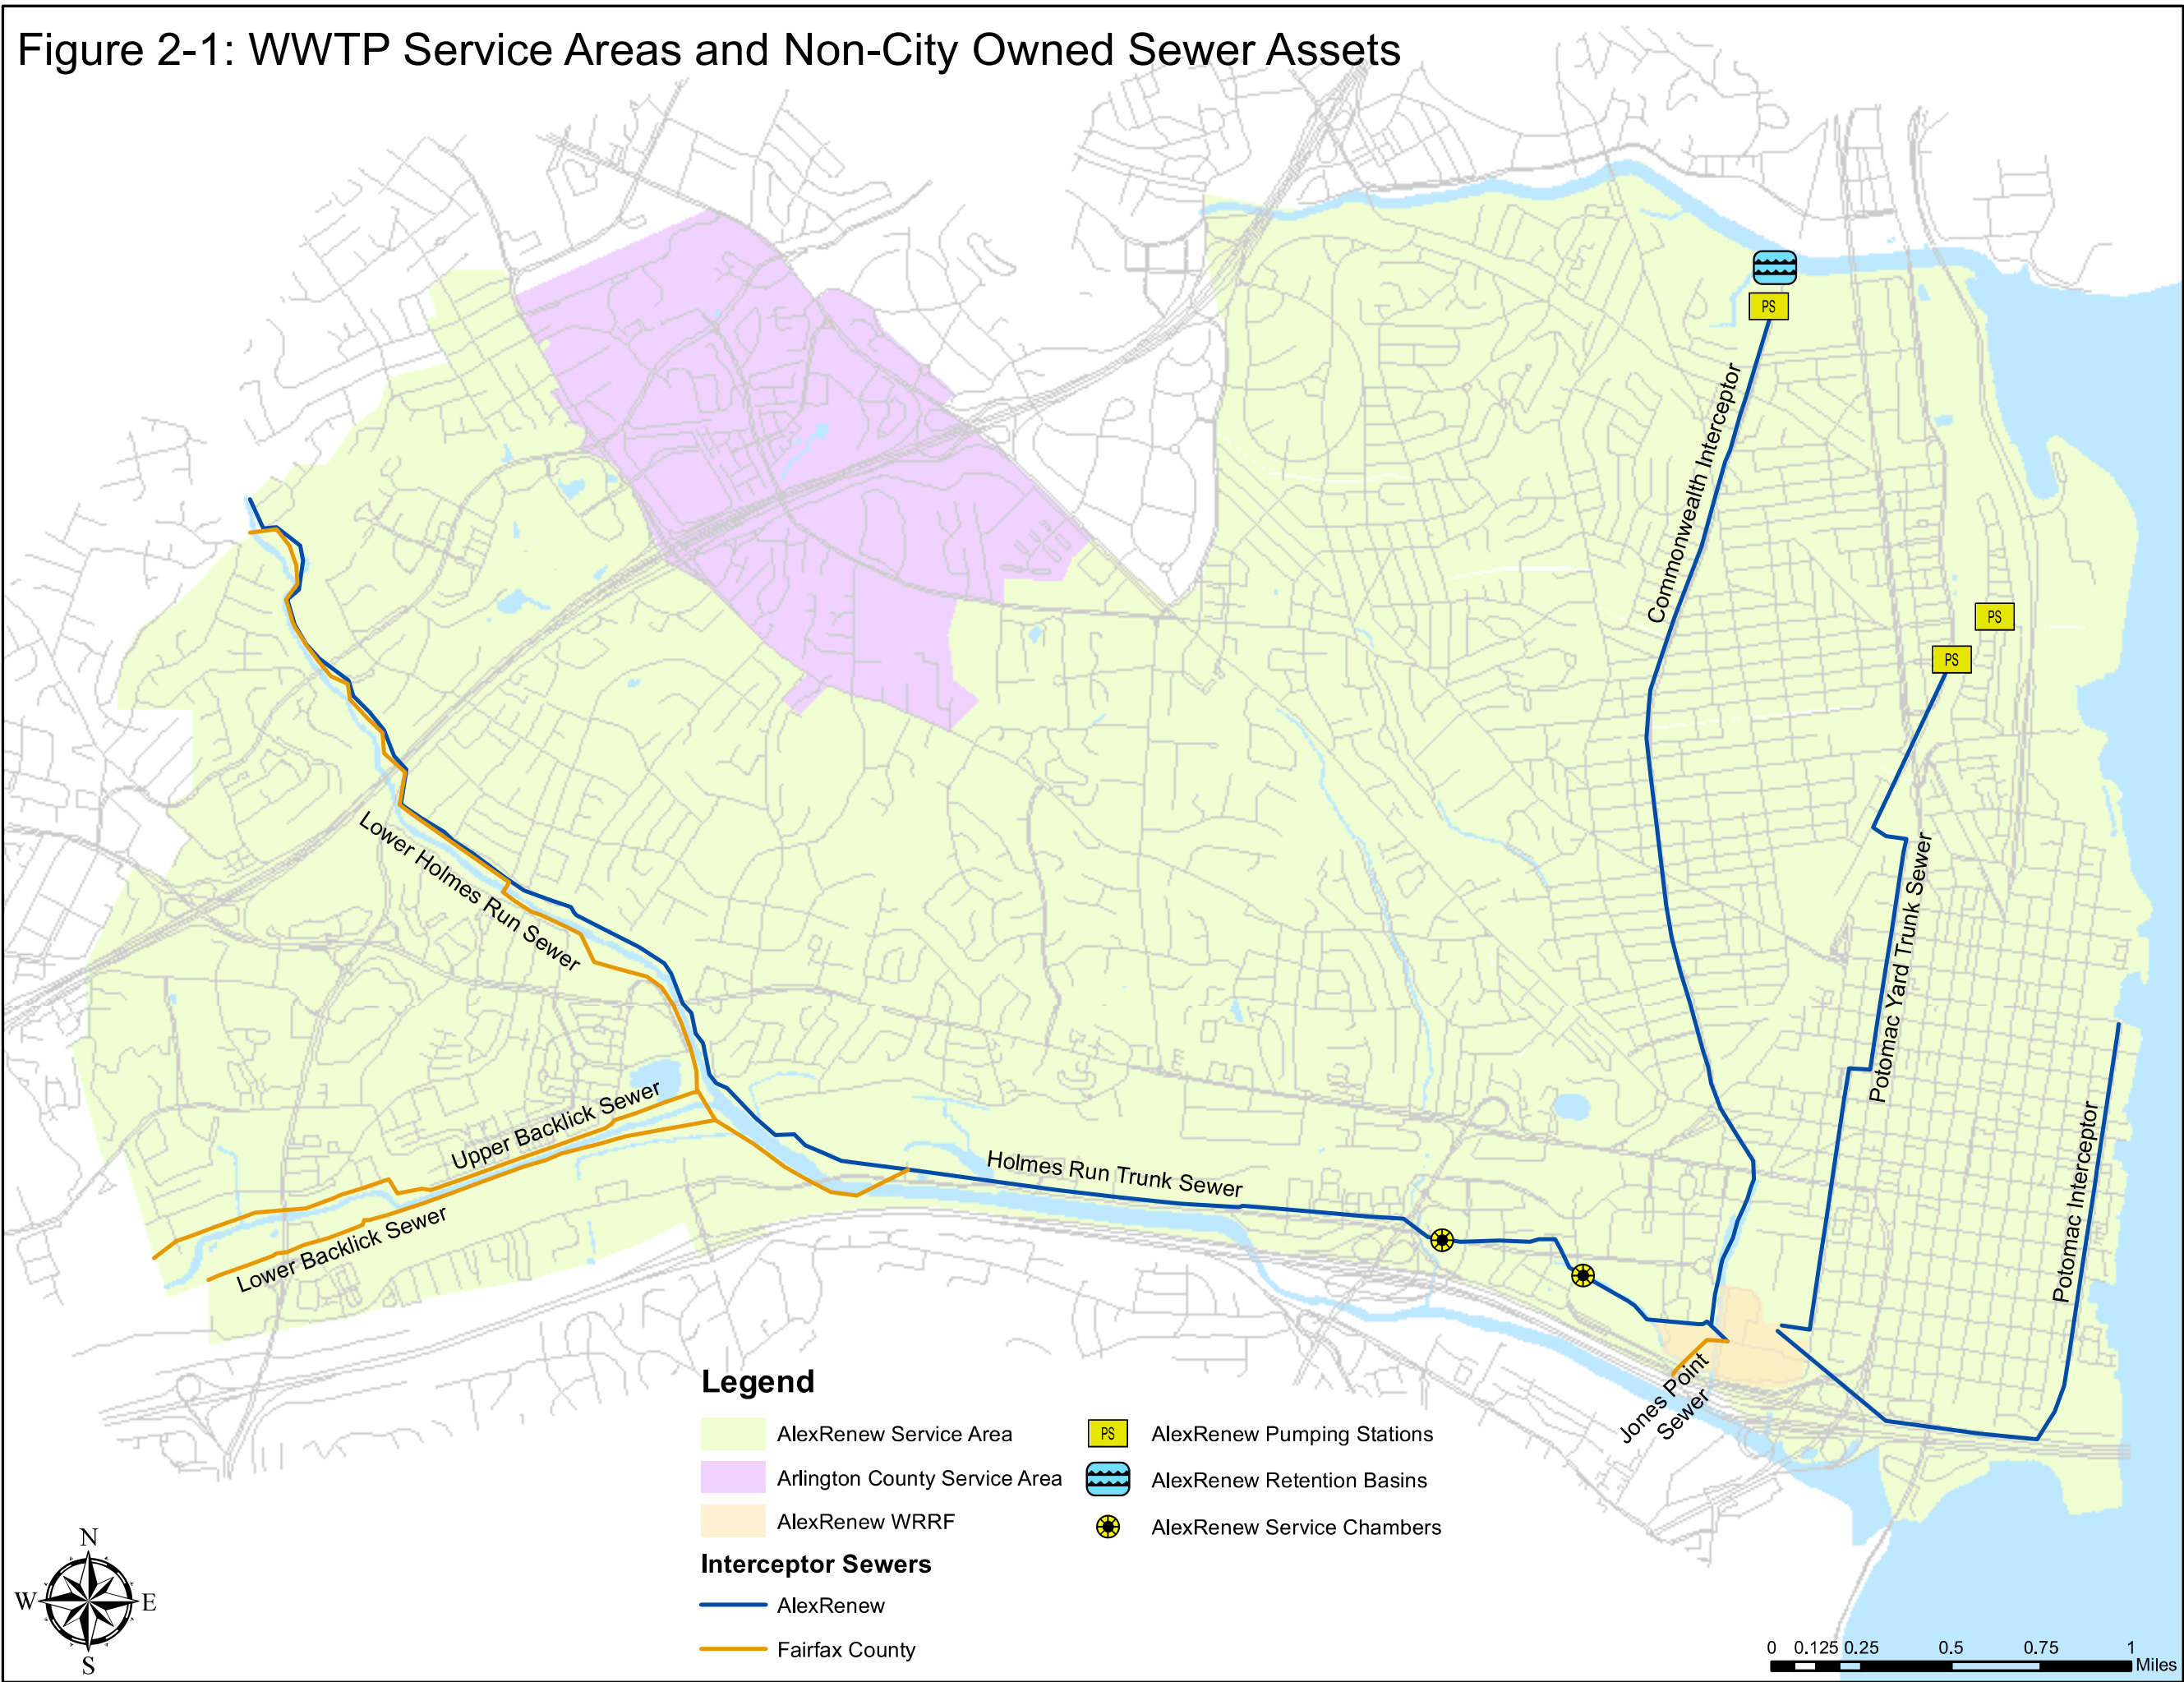 Figure 2-1: WWTP Service Areas and Non-City Owned Sewer Assets
PS
Commonwealth Interceptor
PS
PS
Lower Holmes Run Sewer
Potomac Yard Trunk Sewer
Upper Backlick Sewer
Lower Backlick Sewer
Holmes Run Trunk Sewer
Potomac Interceptor
Jones Point
Sewer
Legend
AlexRenew Service Area
Arlington County Service Area
AlexRenew WRRF
Interceptor Sewers
AlexRenew
Fairfax County
PS
AlexRenew Pumping Stations
AlexRenew Retention Basins
AlexRenew Service Chambers
N
W
E
S
0 0.125 0.25 0.5 0.75 1
Miles